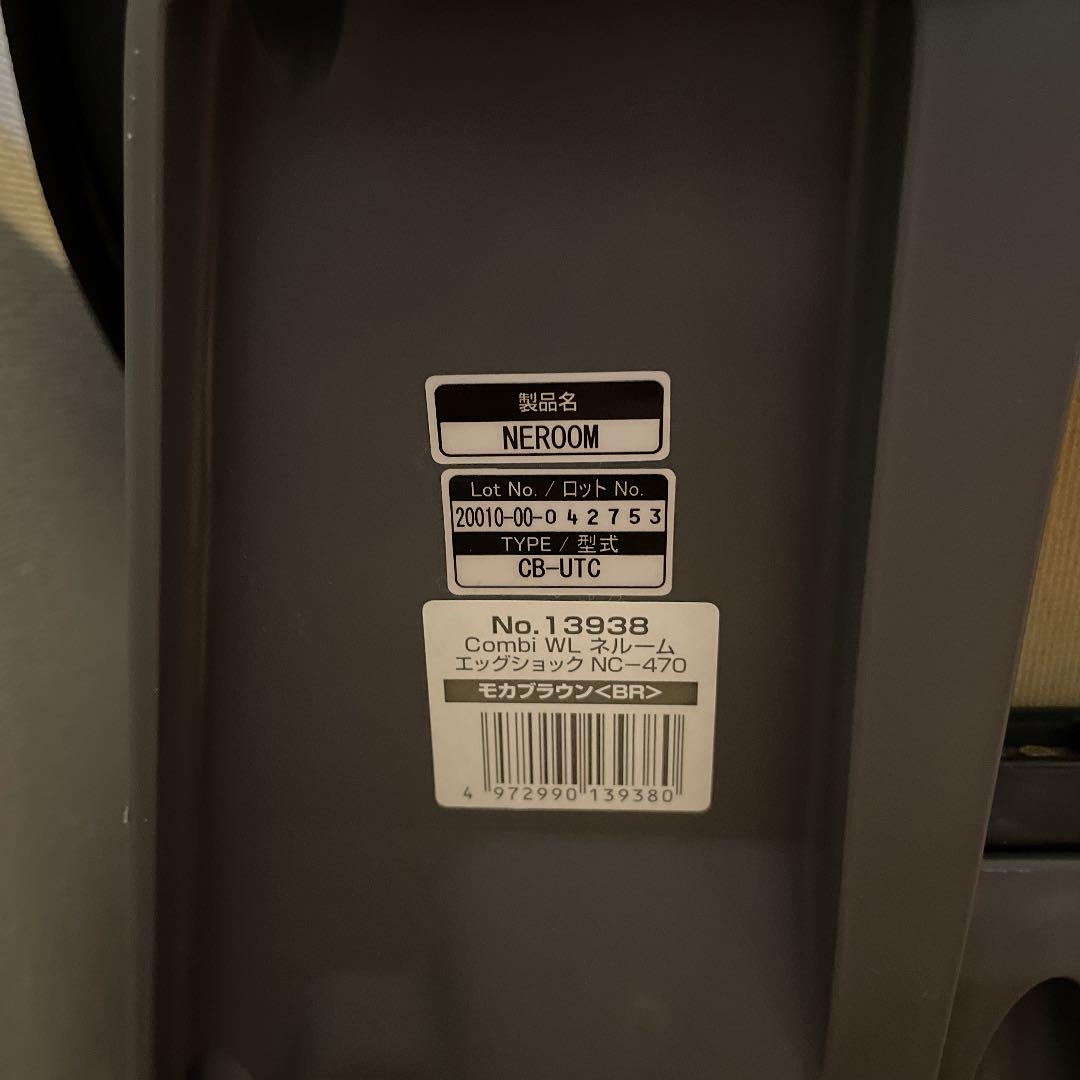 製品名
NEROOM
Lot No. / ロット No.
20010-00-042753
TYPE / 型式
CB-UTC
No.13938
Combi WL ネルーム
エッグショック NC-470
モカブラウン<BR>
4 972990 139380